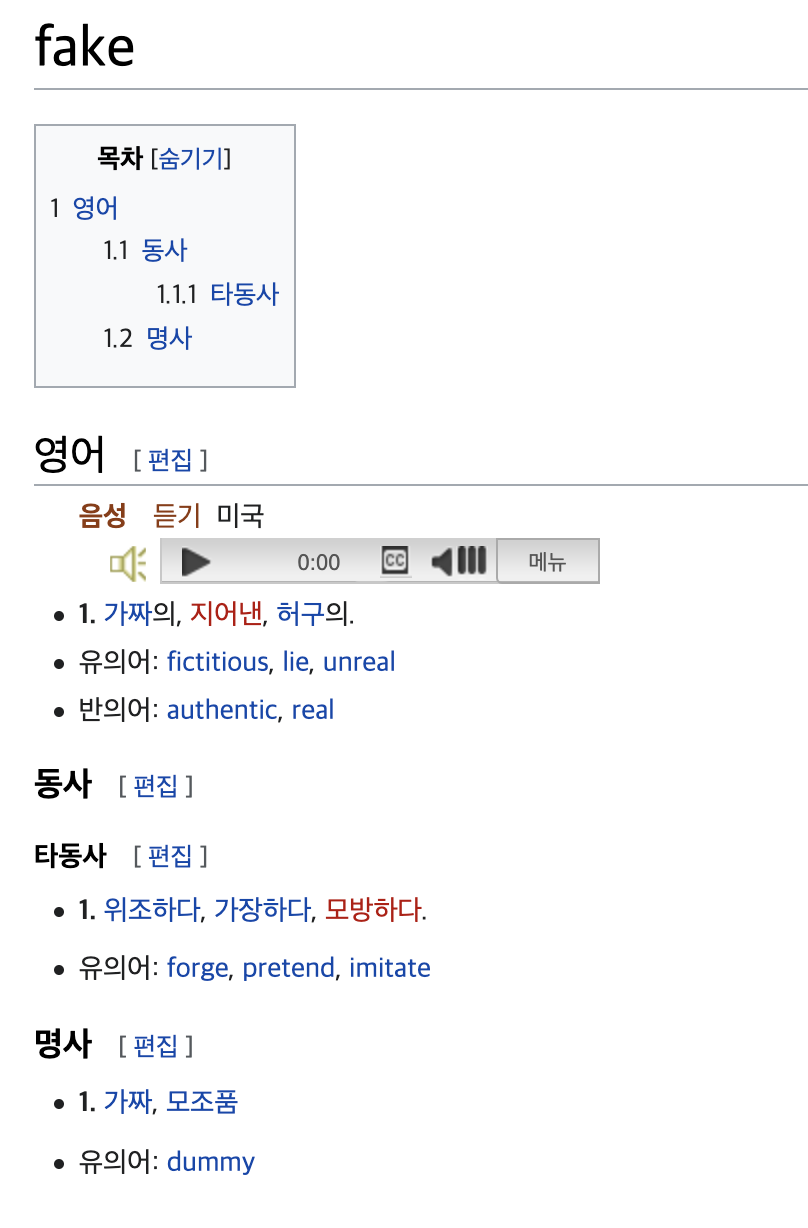 fake
목차 [숨기기]
1 영어
1.1 동사
1.1.1 타동사
1.2 명사
영어 [ 편집 ]
음성 듣기 미국
0:00 CC 메뉴
• 1. 가짜의, 지어낸, 허구의.
• 유의어: fictitious, lie, unreal
• 반의어: authentic, real
동사 [ 편집 ]
타동사 [ 편집 ]
• 1. 위조하다, 가장하다, 모방하다.
• 유의어: forge, pretend, imitate
명사 [ 편집 ]
• 1. 가짜, 모조품
• 유의어: dummy